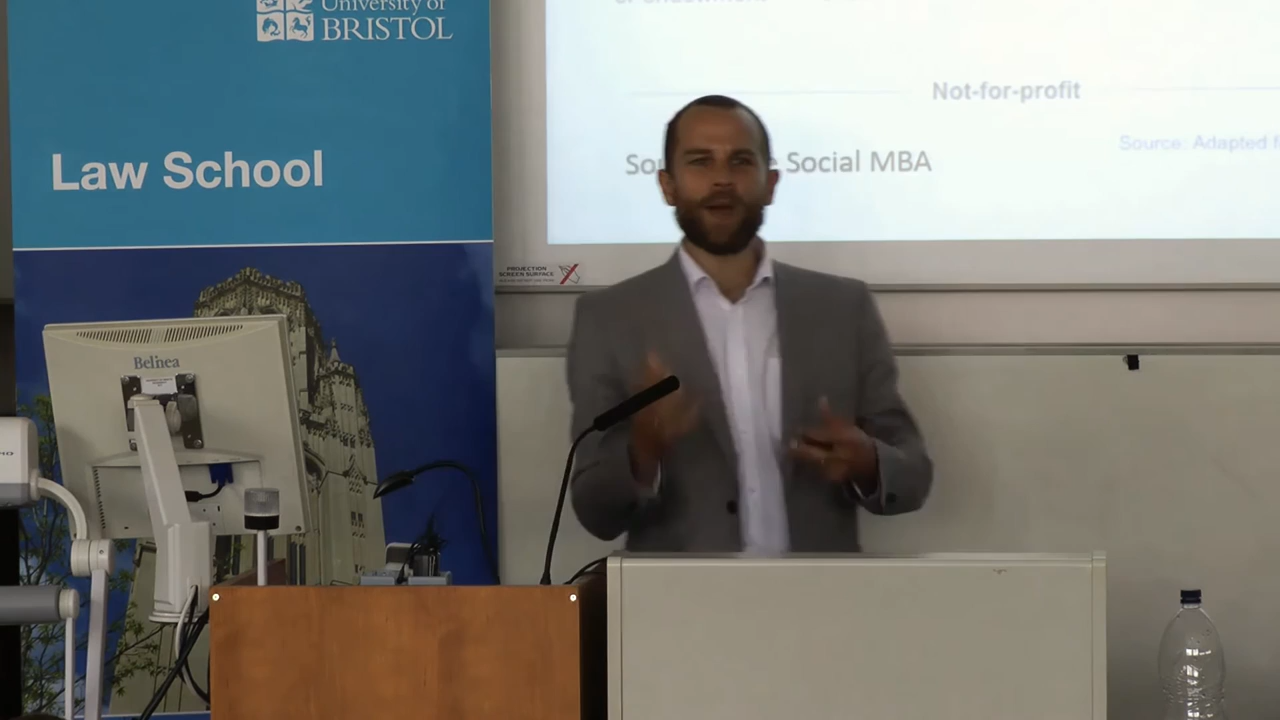 University of
BRISTOL
Law School
Belinea
Not-for-profit
Source: Adapted
Social MBA
PROJECTION
SCREEN SURFACE